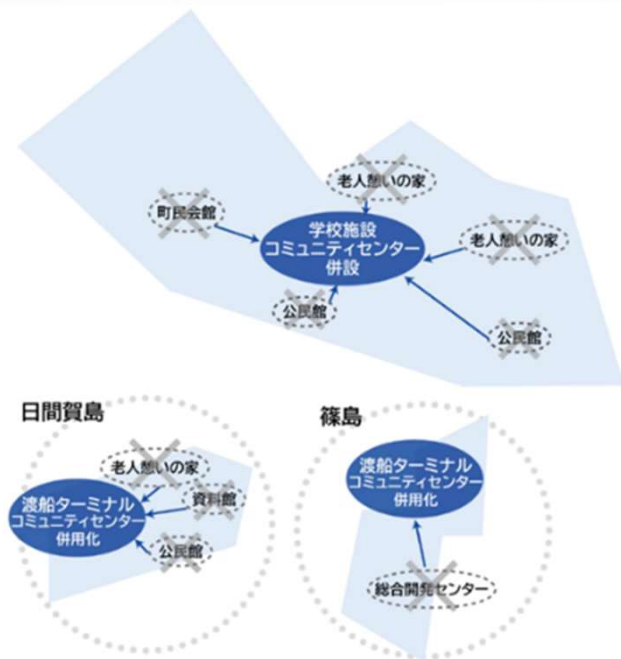 老人憩いの家
町民会館
学校施設
コミュニティセンター
併設
老人憩いの家
公民館
公民館
日間賀島
老人憩いの家
渡船ターミナル
コミュニティセンター
併用化
資料館
公民館
篠島
渡船ターミナル
コミュニティセンター
併用化
総合開発センター